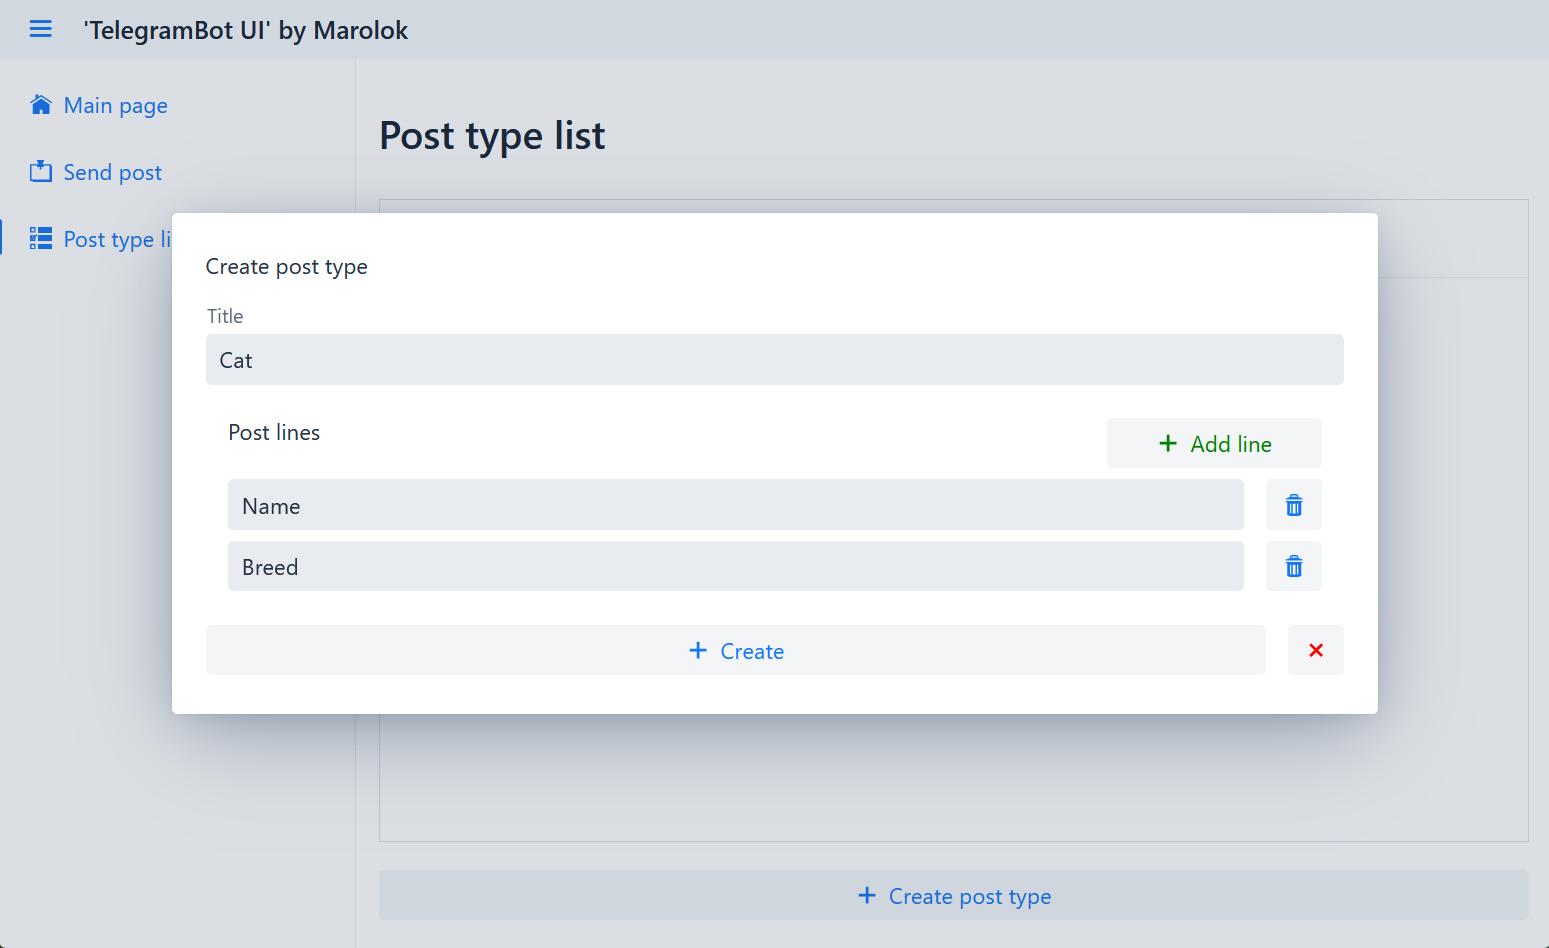 'TelegramBot UI' by Marolok
Main page
Send post
Post type li
Post type list
Create post type
Title
Cat
Post lines
Add line
Name
Breed
Create
Create post type